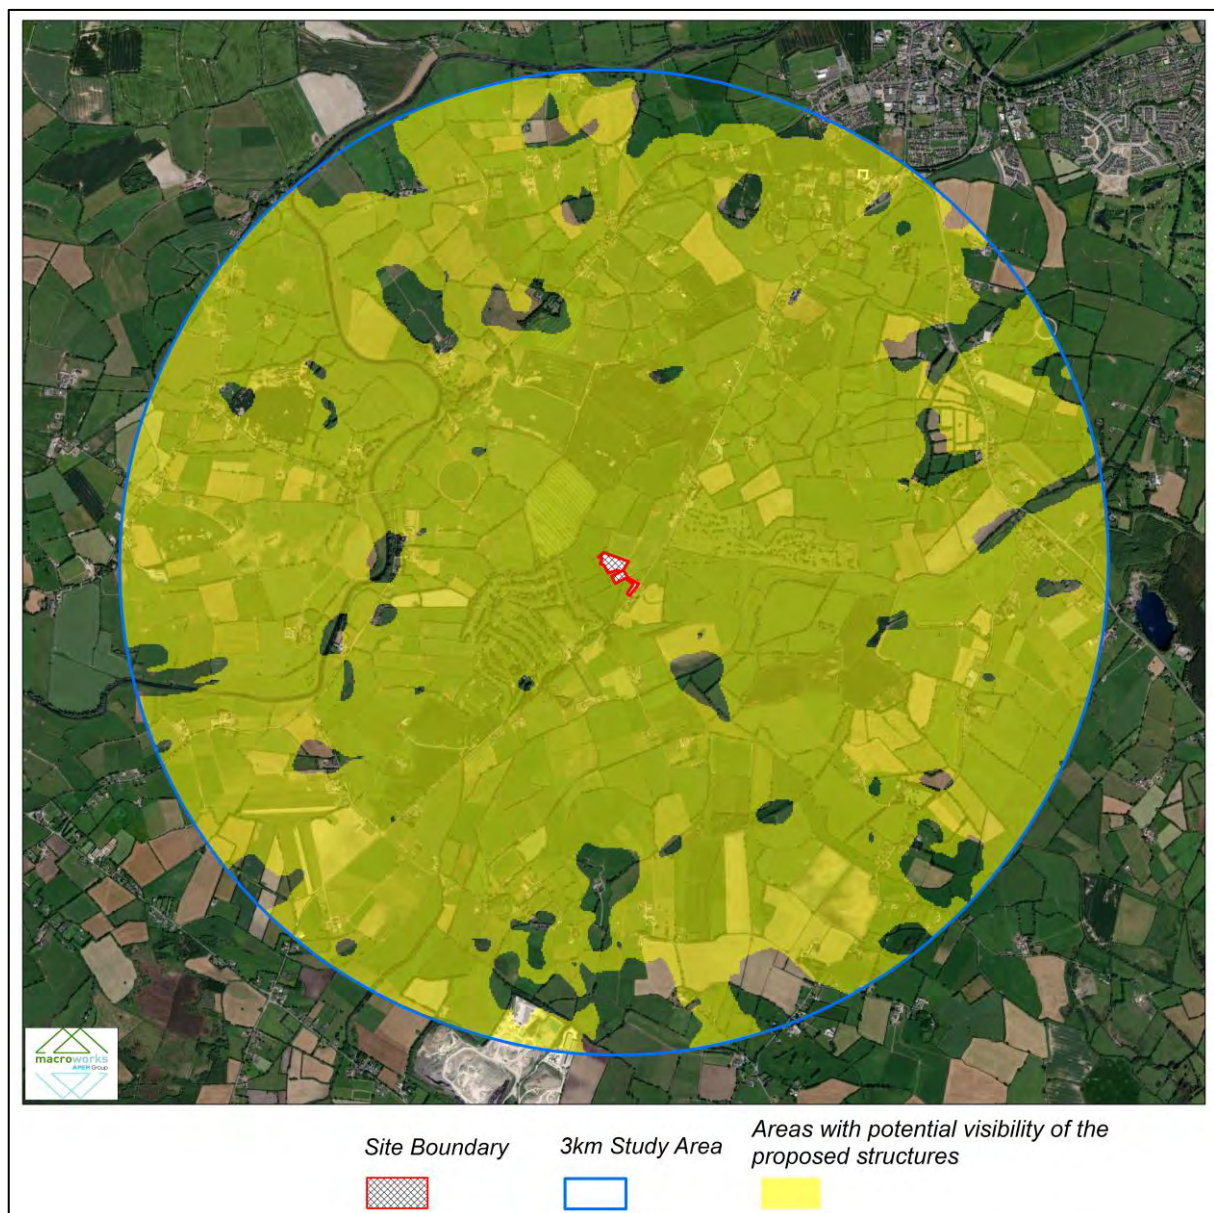 macroworks
APEM Group
Site Boundary
3km Study Area
Areas with potential visibility of the
proposed structures